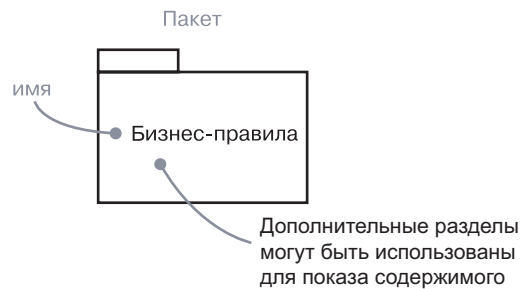 Пакет
имя
Бизнес-правила
Дополнительные разделы
могут быть использованы
для показа содержимого